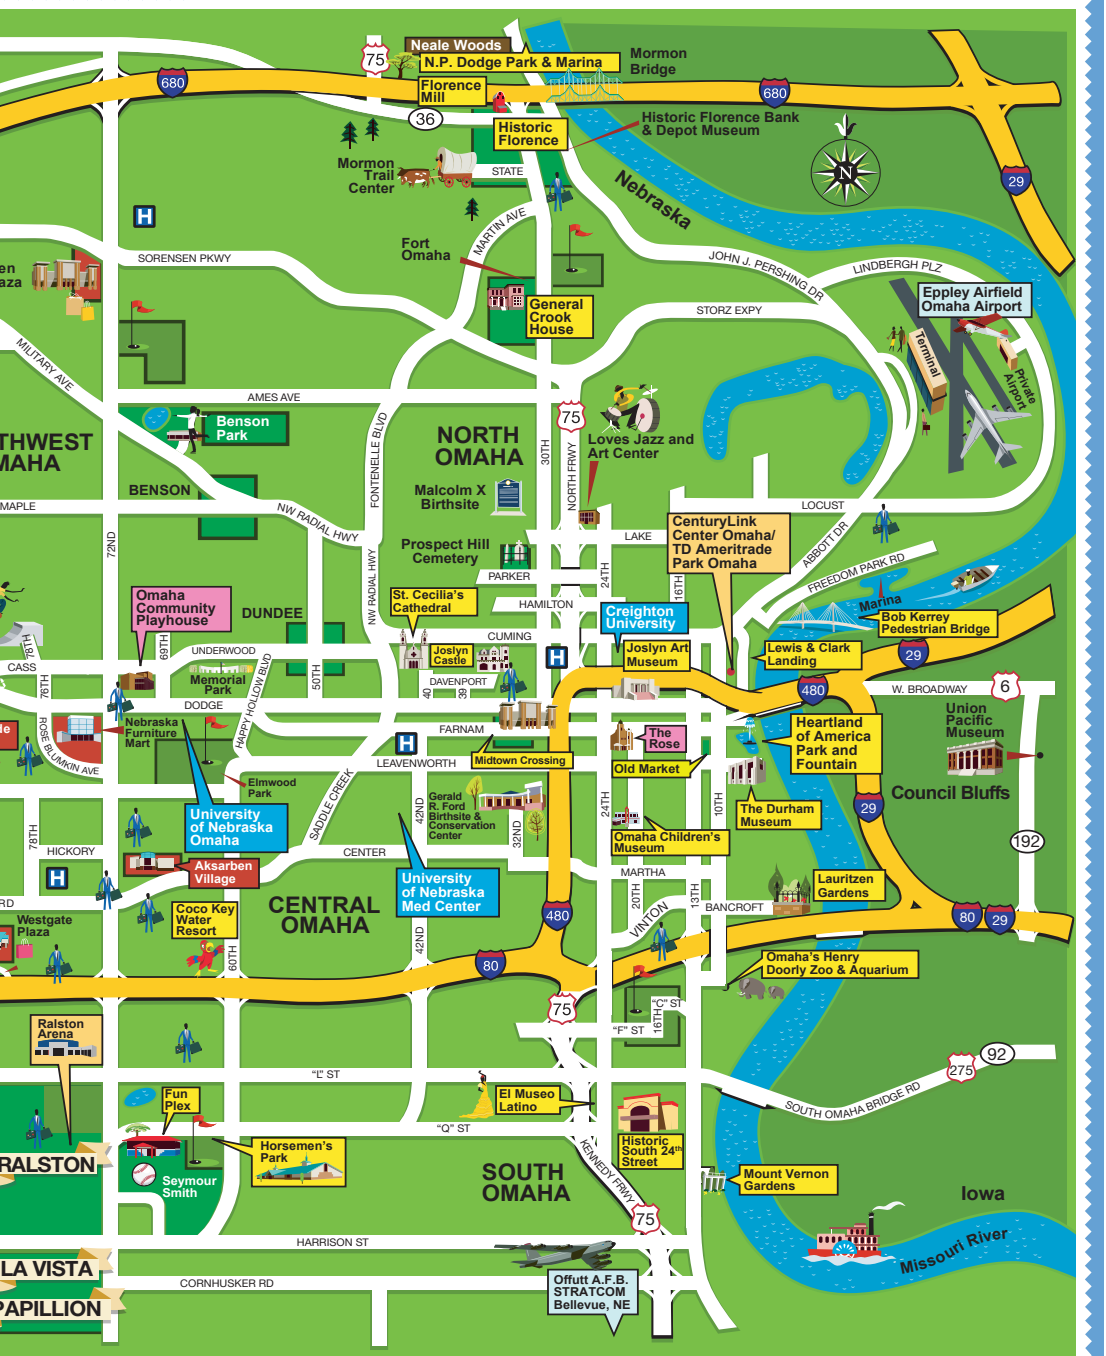 Neale Woods
N.P. Dodge Park & Marina
Mormon
Bridge
75
680
Florence
Mill
680
36
Historic
Florence
Historic Florence Bank
& Depot Museum
Mormon
Trail
Center
STATE
N
29
Nebraska
H
MARTIN AVE
SORENSEN PKWY
Fort
Omaha
JOHN J. PERSHING DR
LINDBERGH PLZ
en
aza
General
Crook
House
STORZ EXPY
Eppley Airfield
Omaha Airport
Terminal
Private
Airport
MILITARY AVE
AMES AVE
Benson
Park
FONTENELLE BLVD
75
NORTH
OMAHA
30TH
NORTH FRWY
Loves Jazz and
Art Center
THWEST
MAHA
BENSON
Malcolm X
Birthsite
MAPLE
NW RADIAL HWY
LOCUST
72ND
Prospect Hill
Cemetery
LAKE
CenturyLink
Center Omaha/
TD Ameritrade
Park Omaha
ABBOTT DR
FREEDOM PARK RD
PARKER
24TH
16TH
NW RADIAL HWY
HAMILTON
Marina
Omaha
Community
Playhouse
DUNDEE
St. Cecilia's
Cathedral
Creighton
University
Bob Kerrey
Pedestrian Bridge
CUMING
78TH
69TH
UNDERWOOD
Joslyn
Castle
H
Joslyn Art
Museum
Lewis & Clark
Landing
29
CASS
76TH
Memorial
Park
HAPPY HOLLOW BLVD
50TH
DAVENPORT
40
39
480
W. BROADWAY
6
DODGE
de
ROSE BLUMKIN AVE
Nebraska
Furniture
Mart
FARNAM
H
The
Rose
Heartland
of America
Park and
Fountain
Union
Pacific
Museum
LEAVENWORTH
Midtown Crossing
Old Market
Elmwood
Park
SADDLE CREEK
42ND
Gerald
R. Ford
Birthsite &
Conservation
Center
32ND
24TH
10TH
The Durham
Museum
Council Bluffs
29
University
of Nebraska
Omaha
78TH
HICKORY
CENTER
Omaha Children's
Museum
192
Aksarben
Village
H
MARTHA
University
of Nebraska
Med Center
Lauritzen
Gardens
RD
Coco Key
Water
Resort
CENTRAL
OMAHA
20TH
13TH
BANCROFT
VINTON
480
80
29
Westgate
Plaza
60TH
42ND
80
Omaha's Henry
Doorly Zoo & Aquarium
75
"C" ST
16TH
"F" ST
Ralston
Arena
"L" ST
275
92
SOUTH OMAHA BRIDGE RD
Fun
Plex
El Museo
Latino
"Q" ST
Horsemen's
Park
KENNEDY FRWY
Historic
South 24th
Street
RALSTON
SOUTH
OMAHA
Seymour
Smith
Mount Vernon
Gardens
Iowa
75
HARRISON ST
Missouri River
LA VISTA
CORNHUSKER RD
Offutt A.F.B.
STRATCOM
Bellevue, NE
PAPILLION